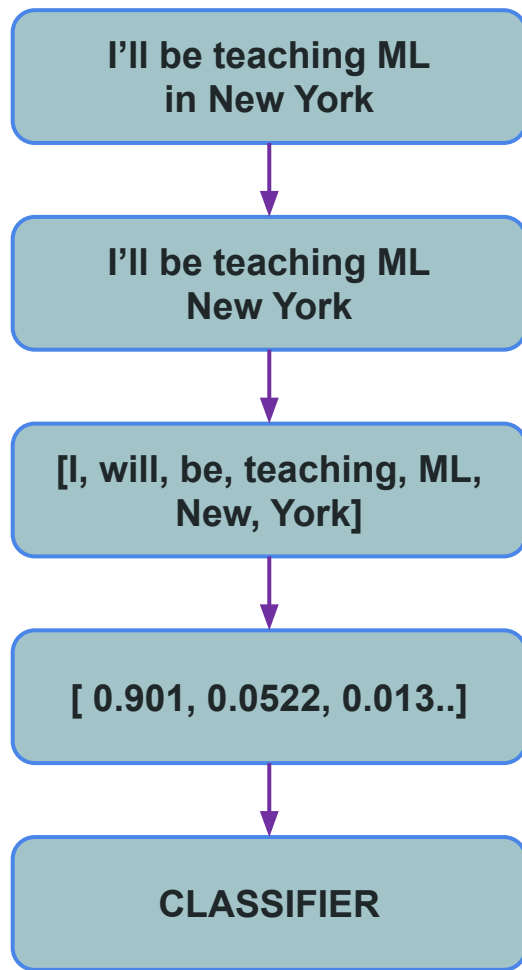 I’ll be teaching ML
in New York
I’ll be teaching ML
New York
[I, will, be, teaching, ML,
New, York]
[ 0.901, 0.0522, 0.013..]
CLASSIFIER